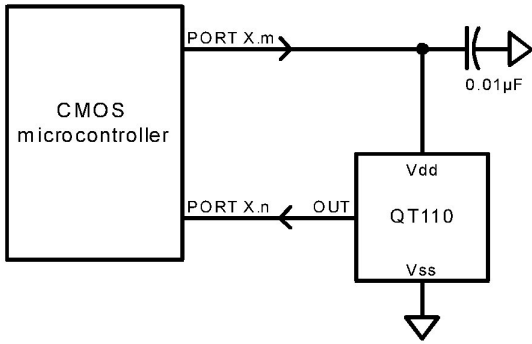 PORT X.m
CMOS
microcontroller
0.01µF
Vdd
PORT X.n
OUT
QT110
Vss